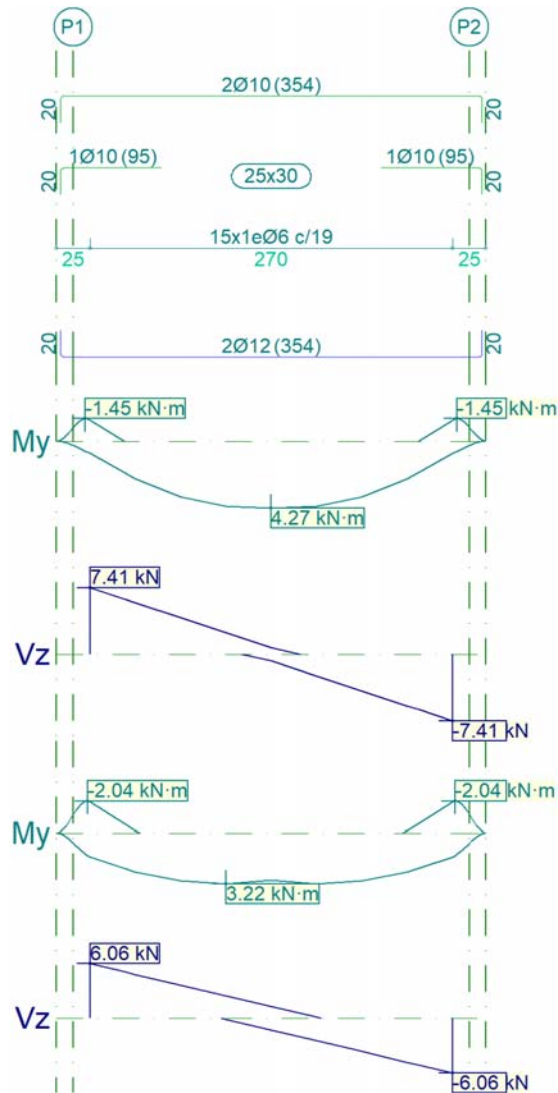 P1 P2
2Ø10 (354)
20 20
1Ø10 (95) 1Ø10 (95)
20 25x30 20
15x1eØ6 c/19
25 270 25
20 2Ø12 (354) 20
-1.45 kN·m -1.45 kN·m
My
4.27 kN·m
7.41 kN
Vz
-7.41 kN
-2.04 kN·m -2.04 kN·m
My
3.22 kN·m
6.06 kN
Vz
-6.06 kN